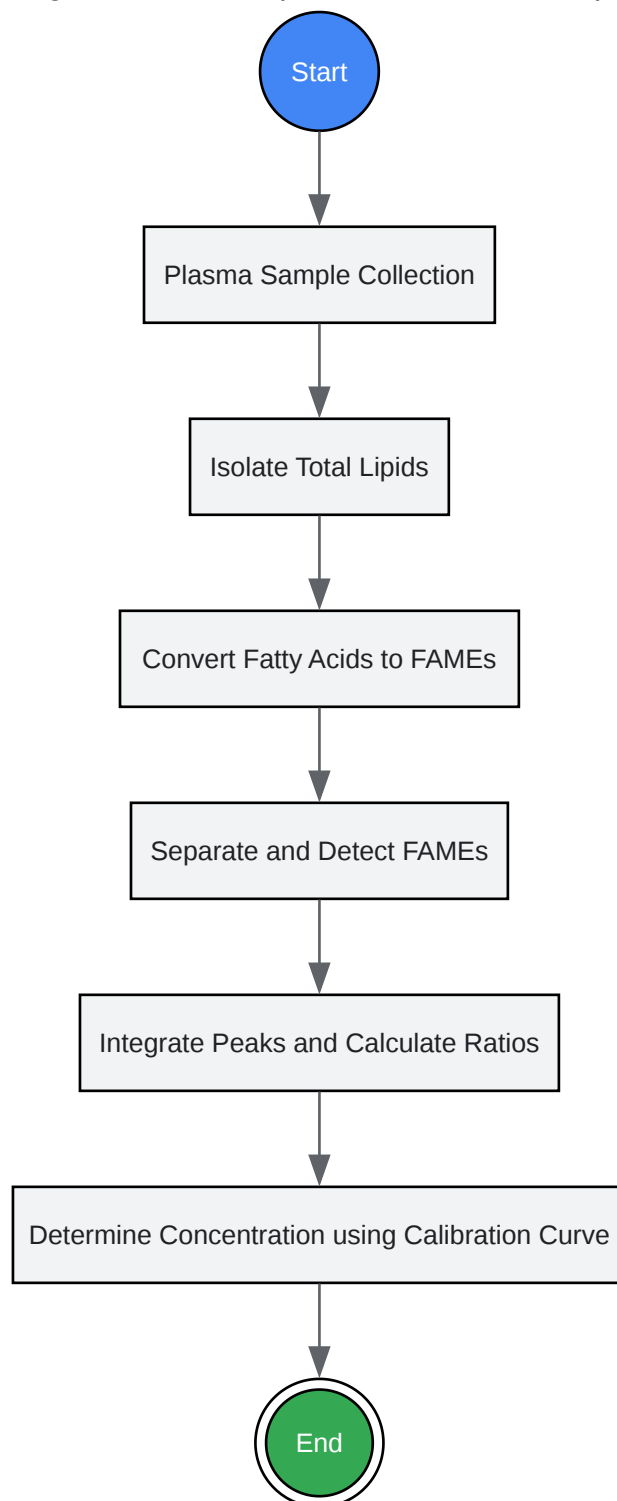 Start
Plasma Sample Collection
Isolate Total Lipids
Convert Fatty Acids to FAMEs
Separate and Detect FAMEs
Integrate Peaks and Calculate Ratios
Determine Concentration using Calibration Curve
End